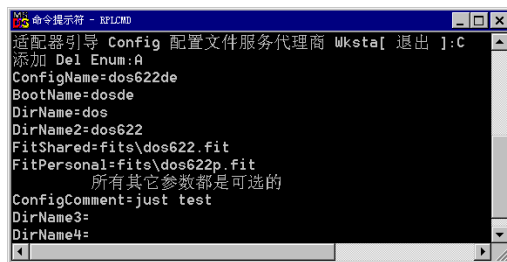 命令提示符 - RPLCMD
适配器引导 Config 配置文件服务代理商 Wksta[ 退出 ]:C
添加 Del Enum:A
ConfigName=dos622de
BootName=dosde
DirName=dos
DirName2=dos622
FitShared=fits\dos622.fit
FitPersonal=fits\dos622p.fit
所有其它参数都是可选的
ConfigComment=just test
DirName3=
DirName4=